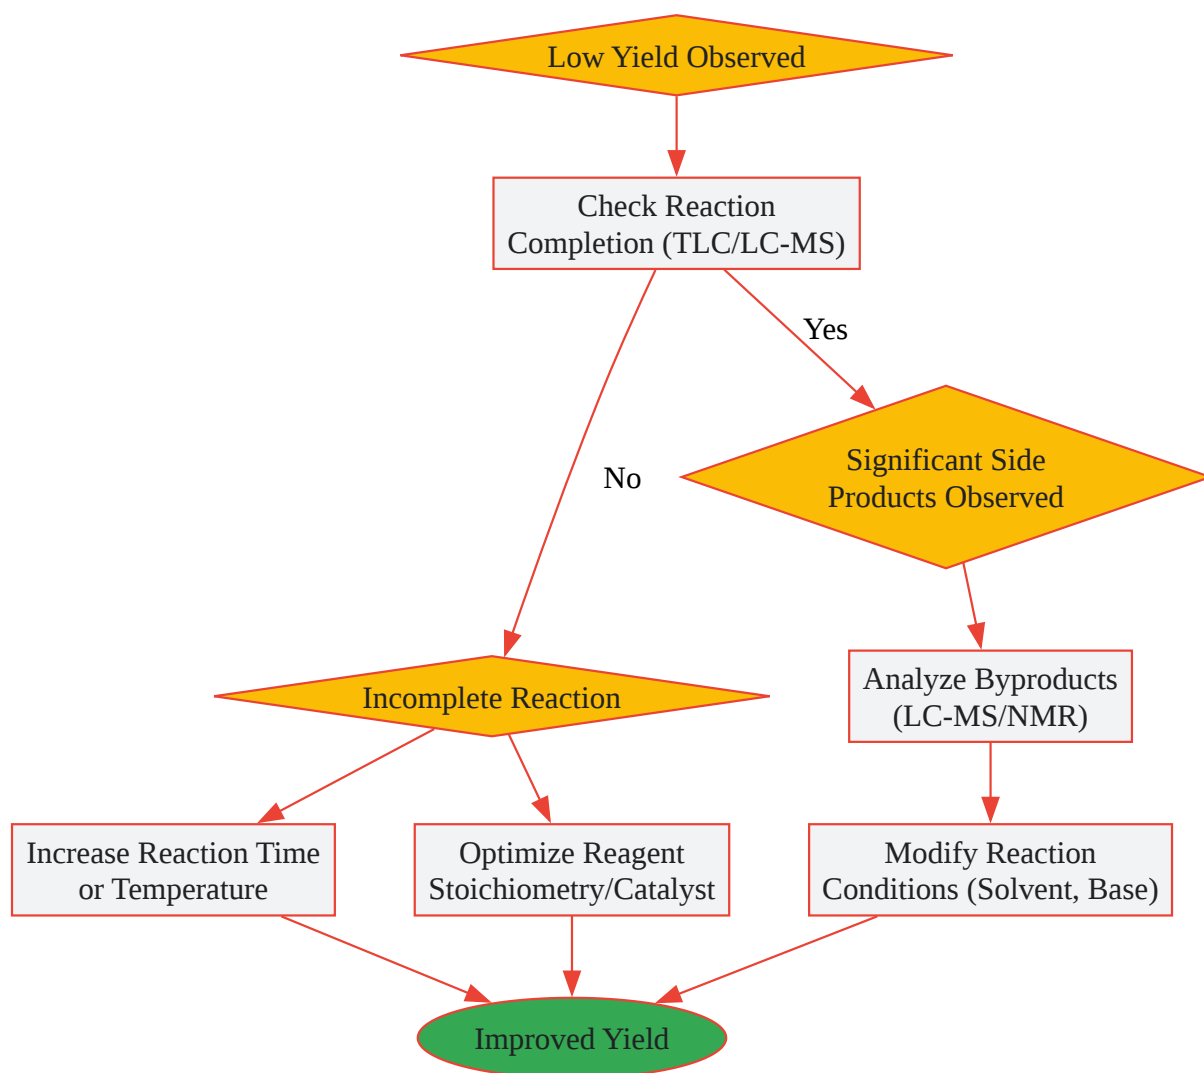 Low Yield Observed
Check Reaction
Completion (TLC/LC-MS)
Yes
No
Significant Side
Products Observed
Incomplete Reaction
Analyze Byproducts
(LC-MS/NMR)
Increase Reaction Time
or Temperature
Optimize Reagent
Stoichiometry/Catalyst
Modify Reaction
Conditions (Solvent, Base)
Improved Yield